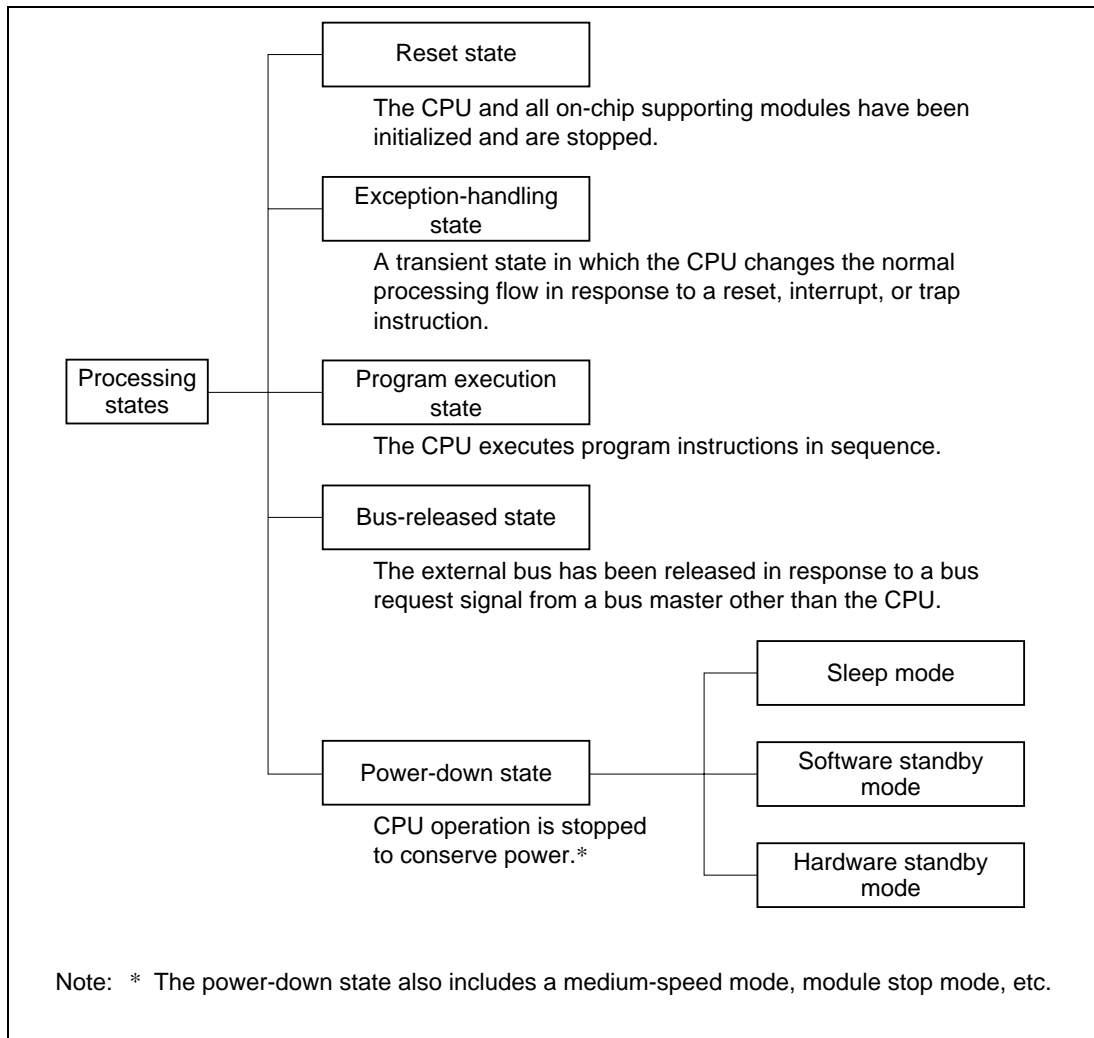 Reset state
The CPU and all on-chip supporting modules have been
initialized and are stopped.
Exception-handling
state
A transient state in which the CPU changes the normal
processing flow in response to a reset, interrupt, or trap
instruction.
Processing
states
Program execution
state
The CPU executes program instructions in sequence.
Bus-released state
The external bus has been released in response to a bus
request signal from a bus master other than the CPU.
Sleep mode
Power-down state
CPU operation is stopped
to conserve power.*
Software standby
mode
Hardware standby
mode
Note: * The power-down state also includes a medium-speed mode, module stop mode, etc.